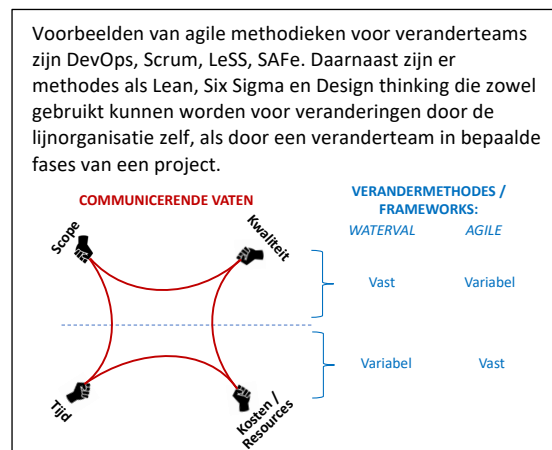 Voorbeelden van agile methodieken voor veranderteams
zijn DevOps, Scrum, LeSS, SAFe. Daarnaast zijn er
methodes als Lean, Six Sigma en Design thinking die zowel
gebruikt kunnen worden voor veranderingen door de
lijnorganisatie zelf, als door een veranderteam in bepaalde
fases van een project.
COMMUNICERENDE VATEN
VERANDERMETHODES /
FRAMEWORKS:
WATERVAL AGILE
Scope
Kwaliteit
Vast Variabel
Variabel Vast
Tijd
Kosten /
Resources